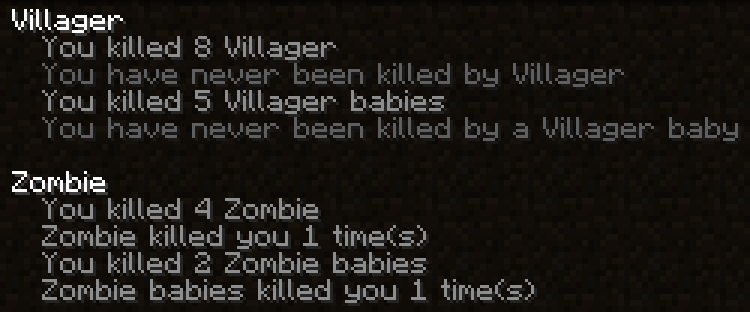 Villager
You killed 8 Villager
You have never been killed by Villager
You killed 5 Villager babies
You have never been killed by a Villager baby
Zombie
You killed 4 Zombie
Zombie killed you 1 time(s)
You killed 2 Zombie babies
Zombie babies killed you 1 time(s)